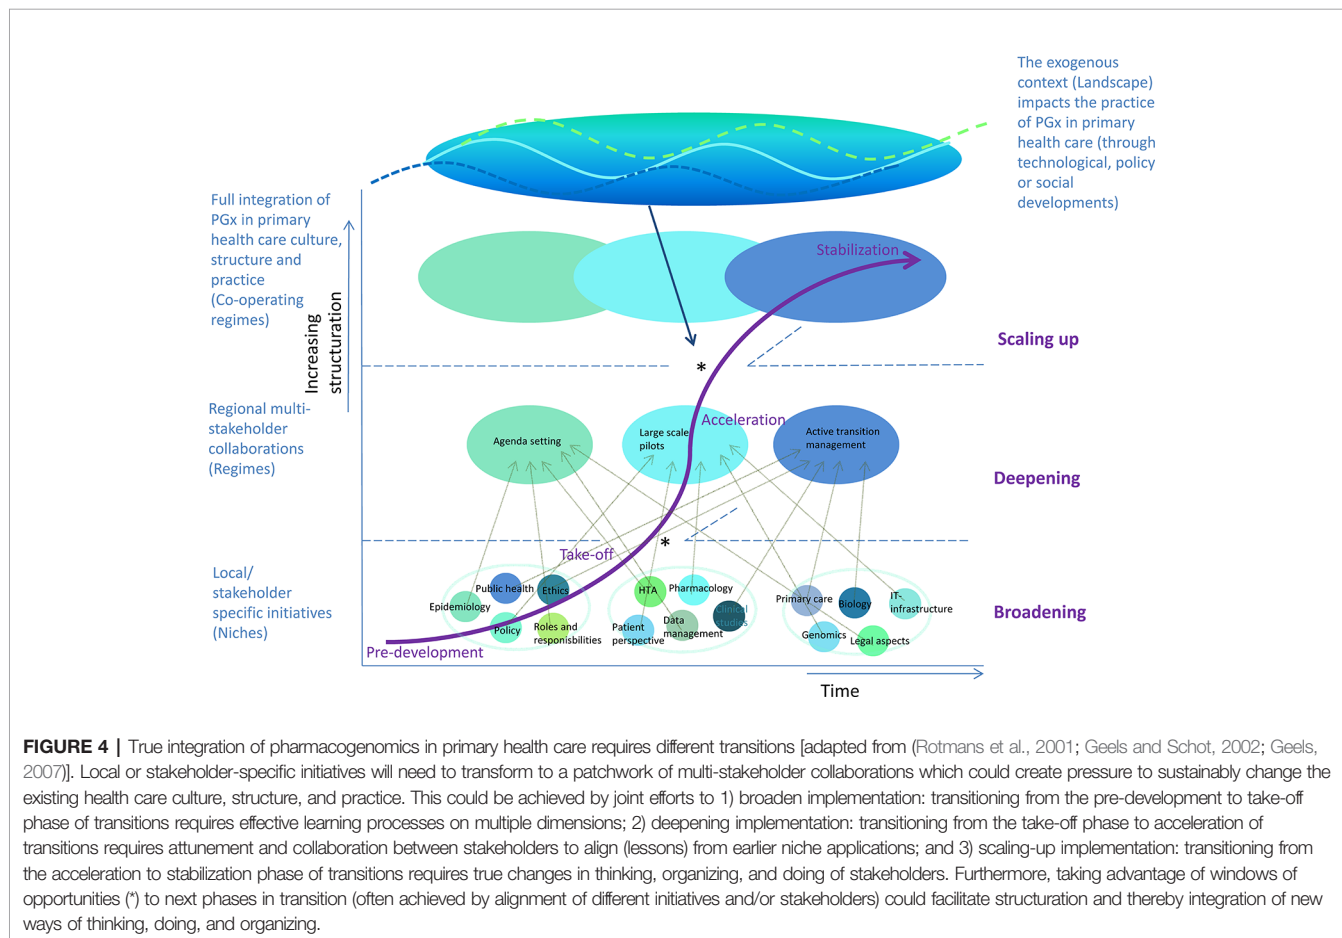 The exogenous
context (Landscape)
impacts the practice
of PGx in primary
health care (through
technological, policy
or social
developments)
Full integration of
PGx in primary
health care culture,
structure and
practice
(Co-operating
regimes)
Increasing
structuration
Stabilization
*
Scaling up
Regional multi-
stakeholder
collaborations
(Regimes)
Agenda setting
Large scale
pilots
Acceleration
Active transition
management
Deepening
*
Take-off
Local/
stakeholder
specific initiatives
(Niches)
Epidemiology
Public health
Ethics
Policy
Roles and
responisbilities
HTA
Pharmacology
Patient
perspective
Data
management
Clinical
studies
Primary care
Biology
IT-
infrastructure
Genomics
Legal aspects
Broadening
Pre-development
Time
FIGURE 4 | True integration of pharmacogenomics in primary health care requires different transitions [adapted from (Rotmans et al., 2001; Geels and Schot, 2002; Geels,
2007)]. Local or stakeholder-specific initiatives will need to transform to a patchwork of multi-stakeholder collaborations which could create pressure to sustainably change the
existing health care culture, structure, and practice. This could be achieved by joint efforts to 1) broaden implementation: transitioning from the pre-development to take-off
phase of transitions requires effective learning processes on multiple dimensions; 2) deepening implementation: transitioning from the take-off phase to acceleration of
transitions requires attunement and collaboration between stakeholders to align (lessons) from earlier niche applications; and 3) scaling-up implementation: transitioning from
the acceleration to stabilization phase of transitions requires true changes in thinking, organizing, and doing of stakeholders. Furthermore, taking advantage of windows of
opportunities (*) to next phases in transition (often achieved by alignment of different initiatives and/or stakeholders) could facilitate structuration and thereby integration of new
ways of thinking, doing, and organizing.